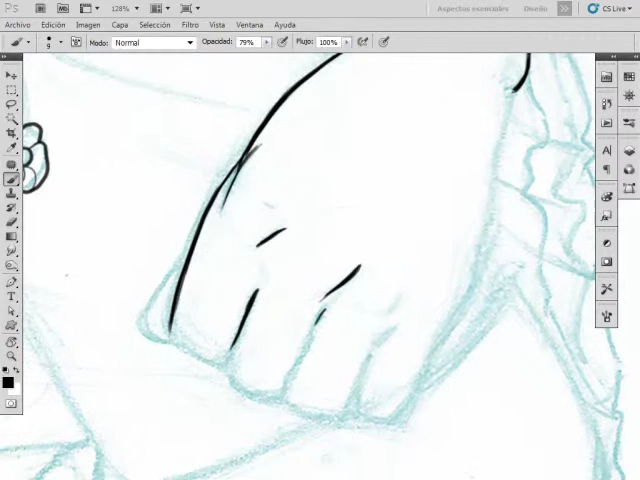 Ps 128% Aspectos esenciales Diseño >> CS Live
Archivo Edición Imagen Capa Selección Filtro Vista Ventana Ayuda
9 Modo: Normal Opacidad: 79% Flujo: 100%